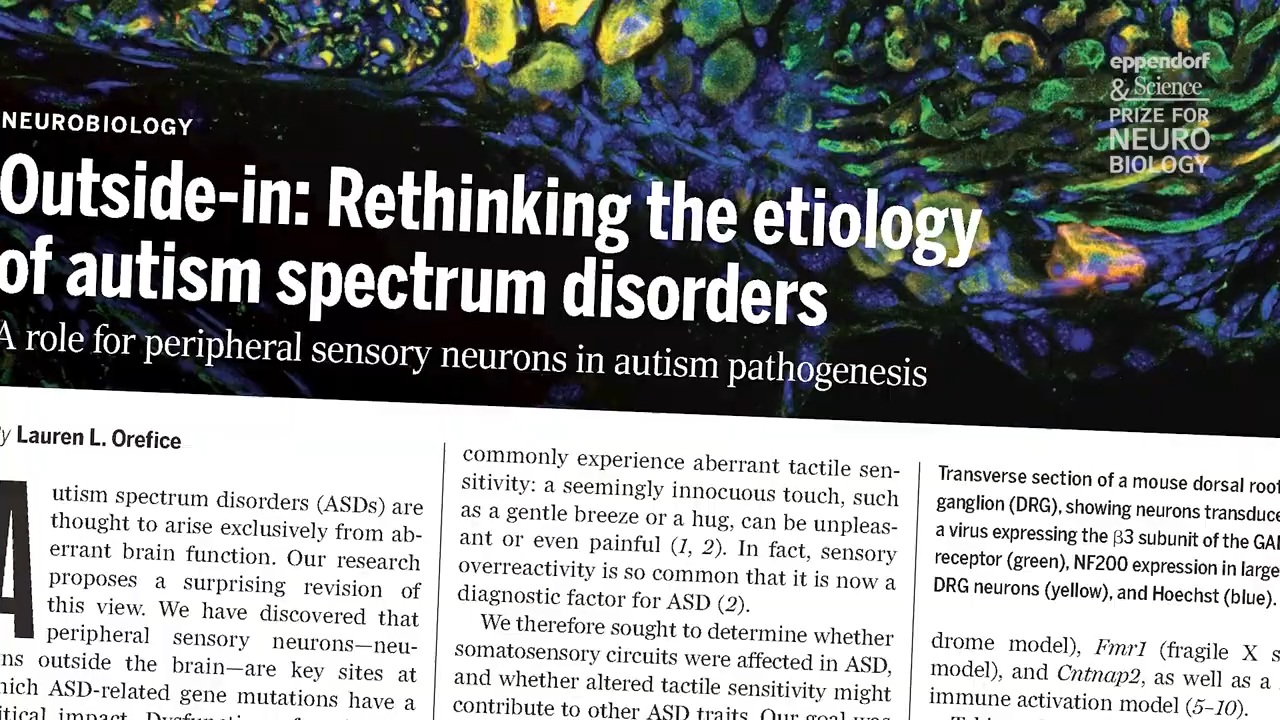 eppendorf
& Science
PRIZE FOR
NEURO
BIOLOGY
NEUROBIOLOGY
Outside-in: Rethinking the etiology
of autism spectrum disorders
A role for peripheral sensory neurons in autism pathogenesis
Lauren L. Orefice
Autism spectrum disorders (ASDs) are
thought to arise exclusively from ab-
errant brain function. Our research
proposes a surprising revision of
this view. We have discovered that
peripheral sensory neurons—neu-
outside the brain—are key sites at
ASD-related gene mutations have a
impact.
commonly experience aberrant tactile sen-
sitivity: a seemingly innocuous touch, such
as a gentle breeze or a hug, can be unpleas-
ant or even painful (1, 2). In fact, sensory
overreactivity is so common that it is now a
diagnostic factor for ASD (2).
We therefore sought to determine whether
somatosensory circuits were affected in ASD,
and whether altered tactile sensitivity might
contribute to other ASD traits. Our goal was
Transverse section of a mouse dorsal root
ganglion (DRG), showing neurons
a virus expressing the β3 subunit of the
receptor (green), NF200 expression in large
DRG neurons (yellow), and Hoechst (blue).
drome model), Fmr1 (fragile X
model), and Cntnap2, as well as a
immune activation model (5–10).